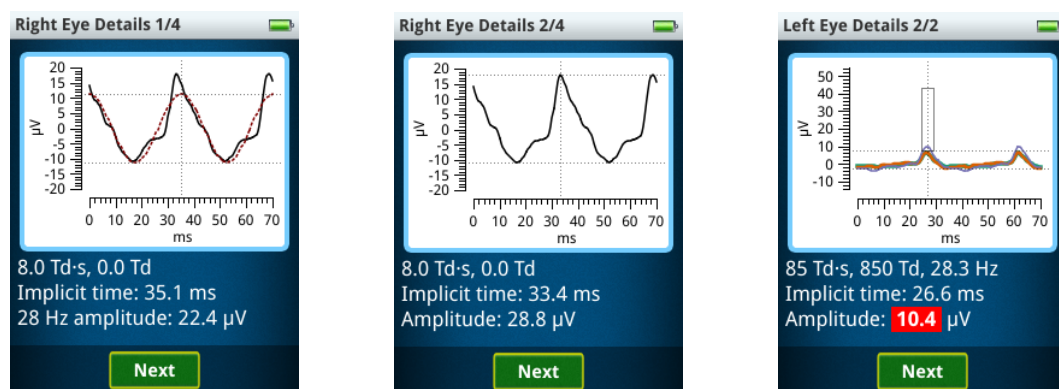 Right Eye Details 1/4
20
15
10
5
0
-5
-10
-15
-20
µV
0 10 20 30 40 50 60 70
ms
8.0 Td·s, 0.0 Td
Implicit time: 35.1 ms
28 Hz amplitude: 22.4 µV
Next
Right Eye Details 2/4
20
15
10
5
0
-5
-10
-15
-20
µV
0 10 20 30 40 50 60 70
ms
8.0 Td·s, 0.0 Td
Implicit time: 33.4 ms
Amplitude: 28.8 µV
Next
Left Eye Details 2/2
50
40
30
20
10
0
-10
µV
0 10 20 30 40 50 60 70
ms
85 Td·s, 850 Td, 28.3 Hz
Implicit time: 26.6 ms
Amplitude: 10.4 µV
Next